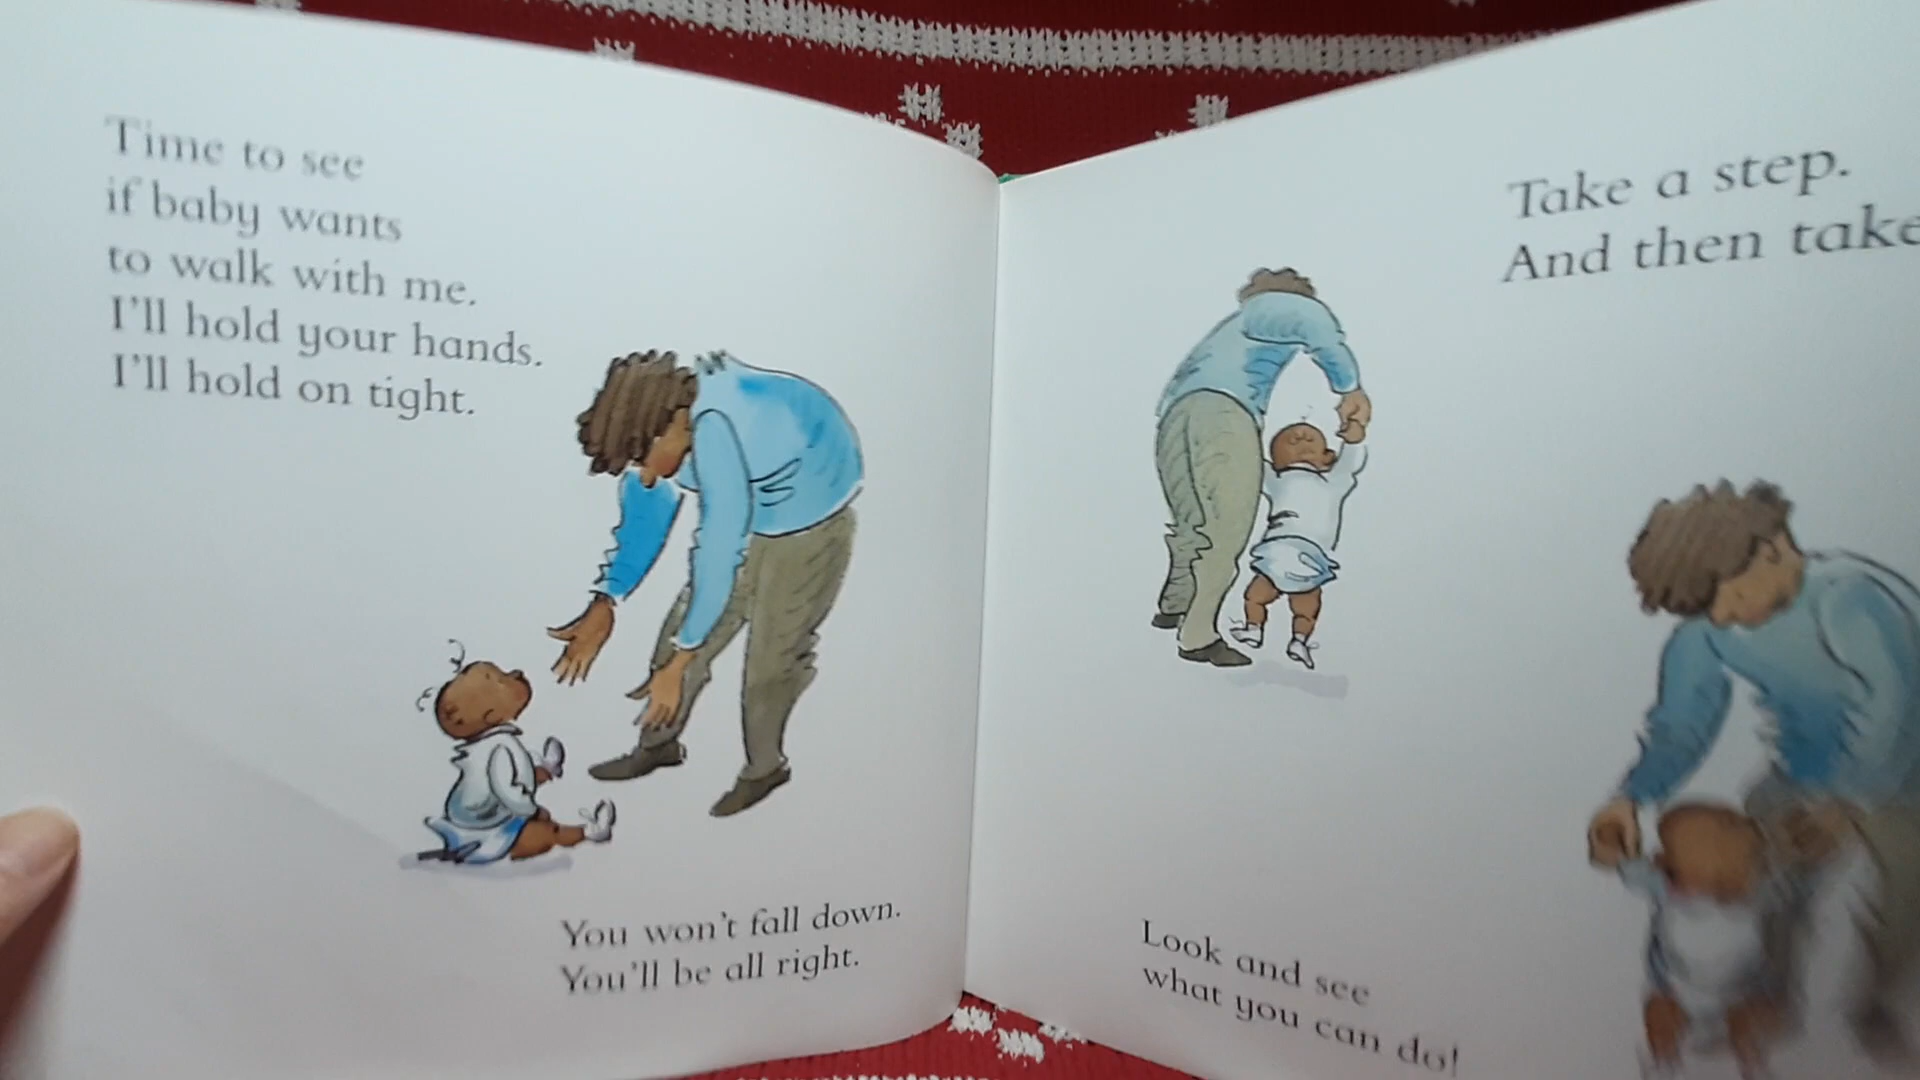 Time to see
if baby wants
to walk with me.
I'll hold your hands.
I'll hold on tight.
You won't fall down.
You'll be all right.
Take a step.
And then take
Look and see
what you can do!